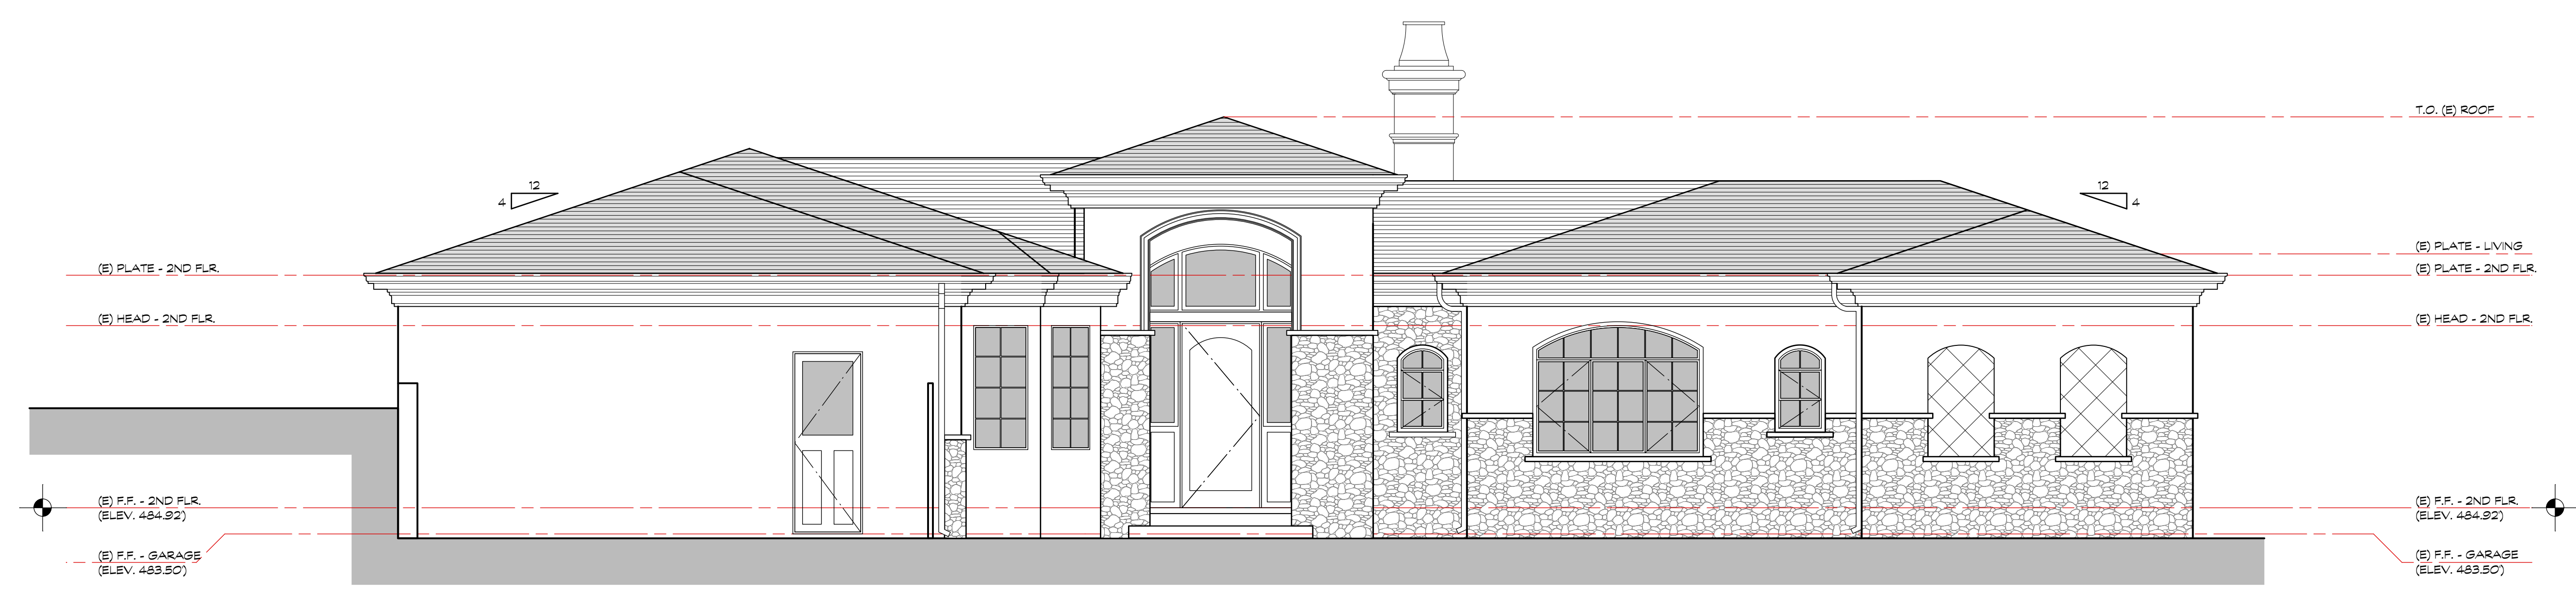 T.O. (E) ROOF
12
4
12
4
(E) PLATE - LIVING
(E) PLATE - 2ND FLR.
(E) PLATE - 2ND FLR.
(E) HEAD - 2ND FLR.
(E) HEAD - 2ND FLR.
(E) F.F. - 2ND FLR.
(ELEV. 484.92')
(E) F.F. - 2ND FLR.
(ELEV. 484.92')
(E) F.F. - GARAGE
(ELEV. 483.50')
(E) F.F. - GARAGE
(ELEV. 483.50')